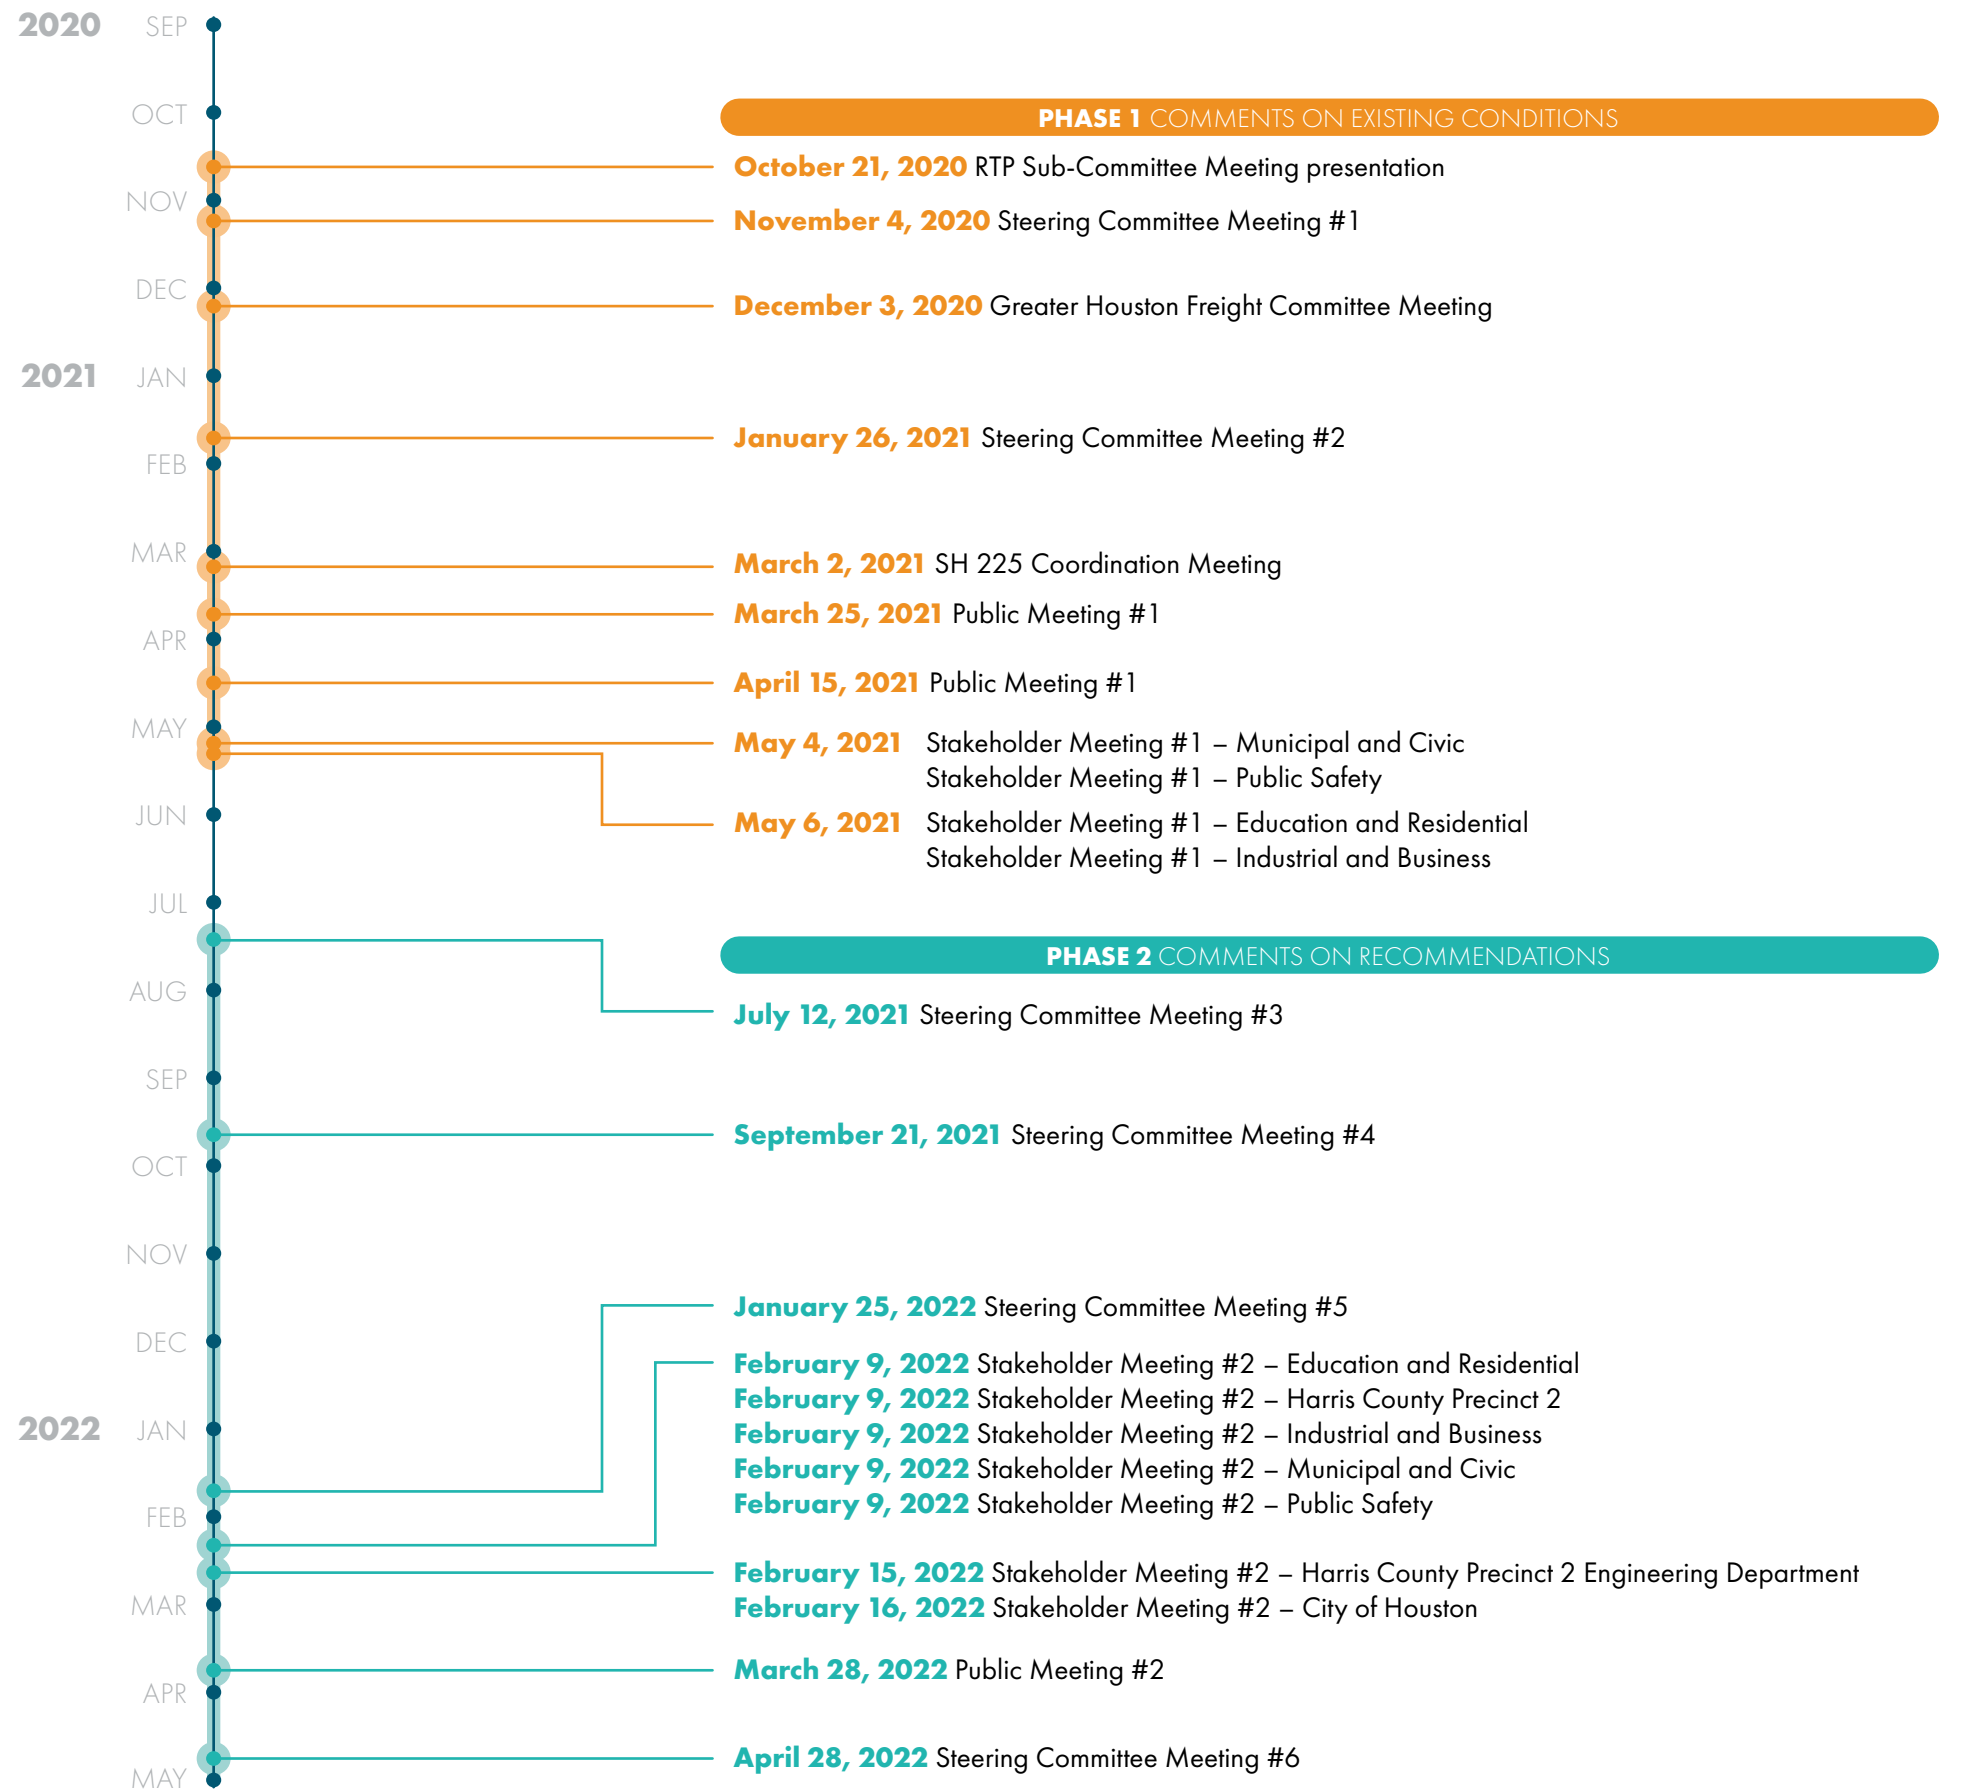 2020 SEP
OCT
PHASE 1 COMMENTS ON EXISTING CONDITIONS
October 21, 2020 RTP Sub-Committee Meeting presentation
NOV
November 4, 2020 Steering Committee Meeting #1
DEC
December 3, 2020 Greater Houston Freight Committee Meeting
2021 JAN
January 26, 2021 Steering Committee Meeting #2
FEB
MAR
March 2, 2021 SH 225 Coordination Meeting
March 25, 2021 Public Meeting #1
APR
April 15, 2021 Public Meeting #1
MAY
May 4, 2021 Stakeholder Meeting #1 – Municipal and Civic
Stakeholder Meeting #1 – Public Safety
JUN
May 6, 2021 Stakeholder Meeting #1 – Education and Residential
Stakeholder Meeting #1 – Industrial and Business
JUL
PHASE 2 COMMENTS ON RECOMMENDATIONS
AUG
July 12, 2021 Steering Committee Meeting #3
SEP
September 21, 2021 Steering Committee Meeting #4
OCT
NOV
January 25, 2022 Steering Committee Meeting #5
DEC
February 9, 2022 Stakeholder Meeting #2 – Education and Residential
February 9, 2022 Stakeholder Meeting #2 – Harris County Precinct 2
2022 JAN
February 9, 2022 Stakeholder Meeting #2 – Industrial and Business
February 9, 2022 Stakeholder Meeting #2 – Municipal and Civic
February 9, 2022 Stakeholder Meeting #2 – Public Safety
FEB
February 15, 2022 Stakeholder Meeting #2 – Harris County Precinct 2 Engineering Department
MAR
February 16, 2022 Stakeholder Meeting #2 – City of Houston
March 28, 2022 Public Meeting #2
APR
April 28, 2022 Steering Committee Meeting #6
MAY